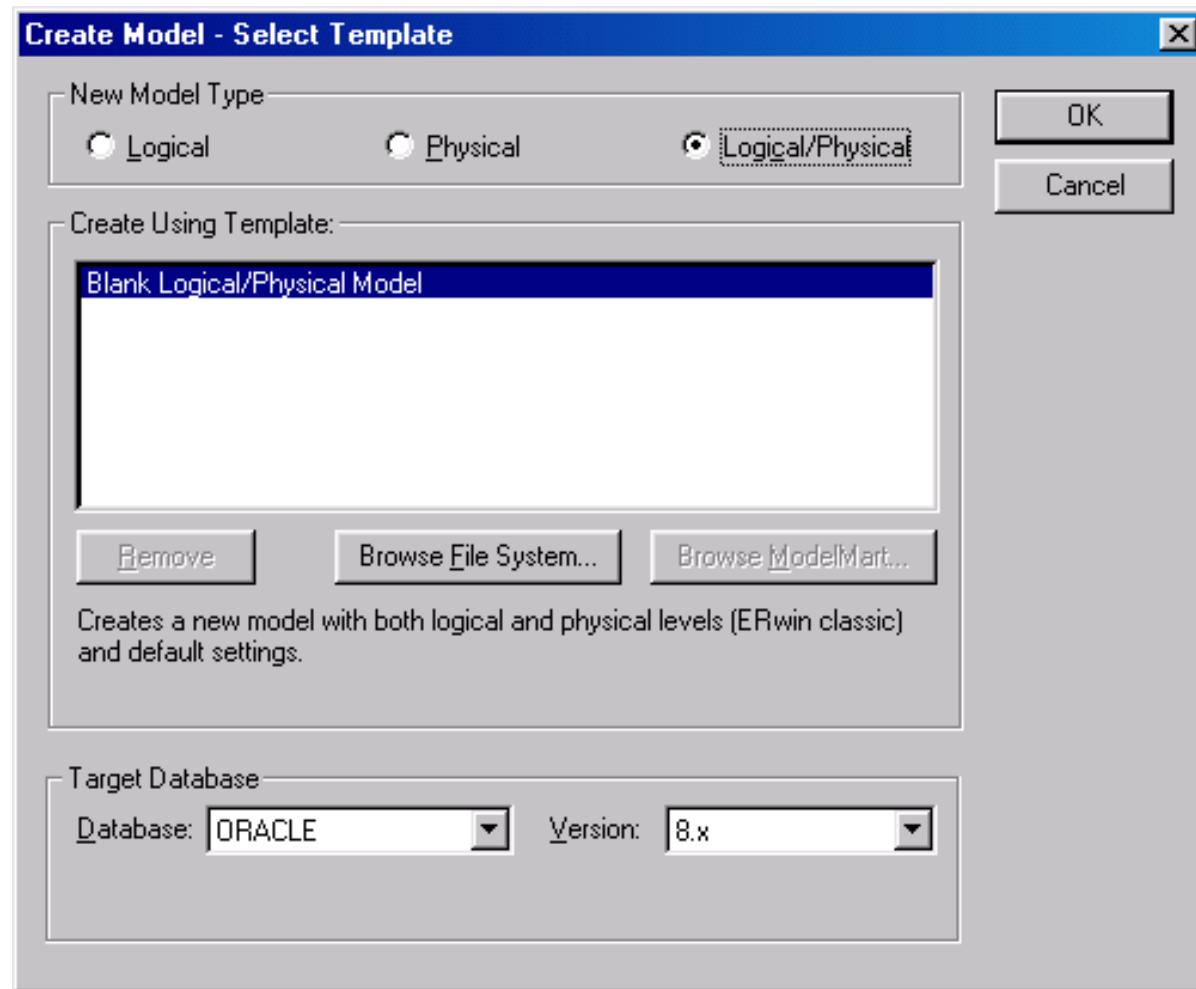 Create Model - Select Template
New Model Type
Logical Physical Logical/Physical
OK
Cancel
Create Using Template:
Blank Logical/Physical Model
Remove Browse File System... Browse ModelMart...
Creates a new model with both logical and physical levels (ERwin classic)
and default settings.
Target Database
Database: ORACLE Version: 8.x